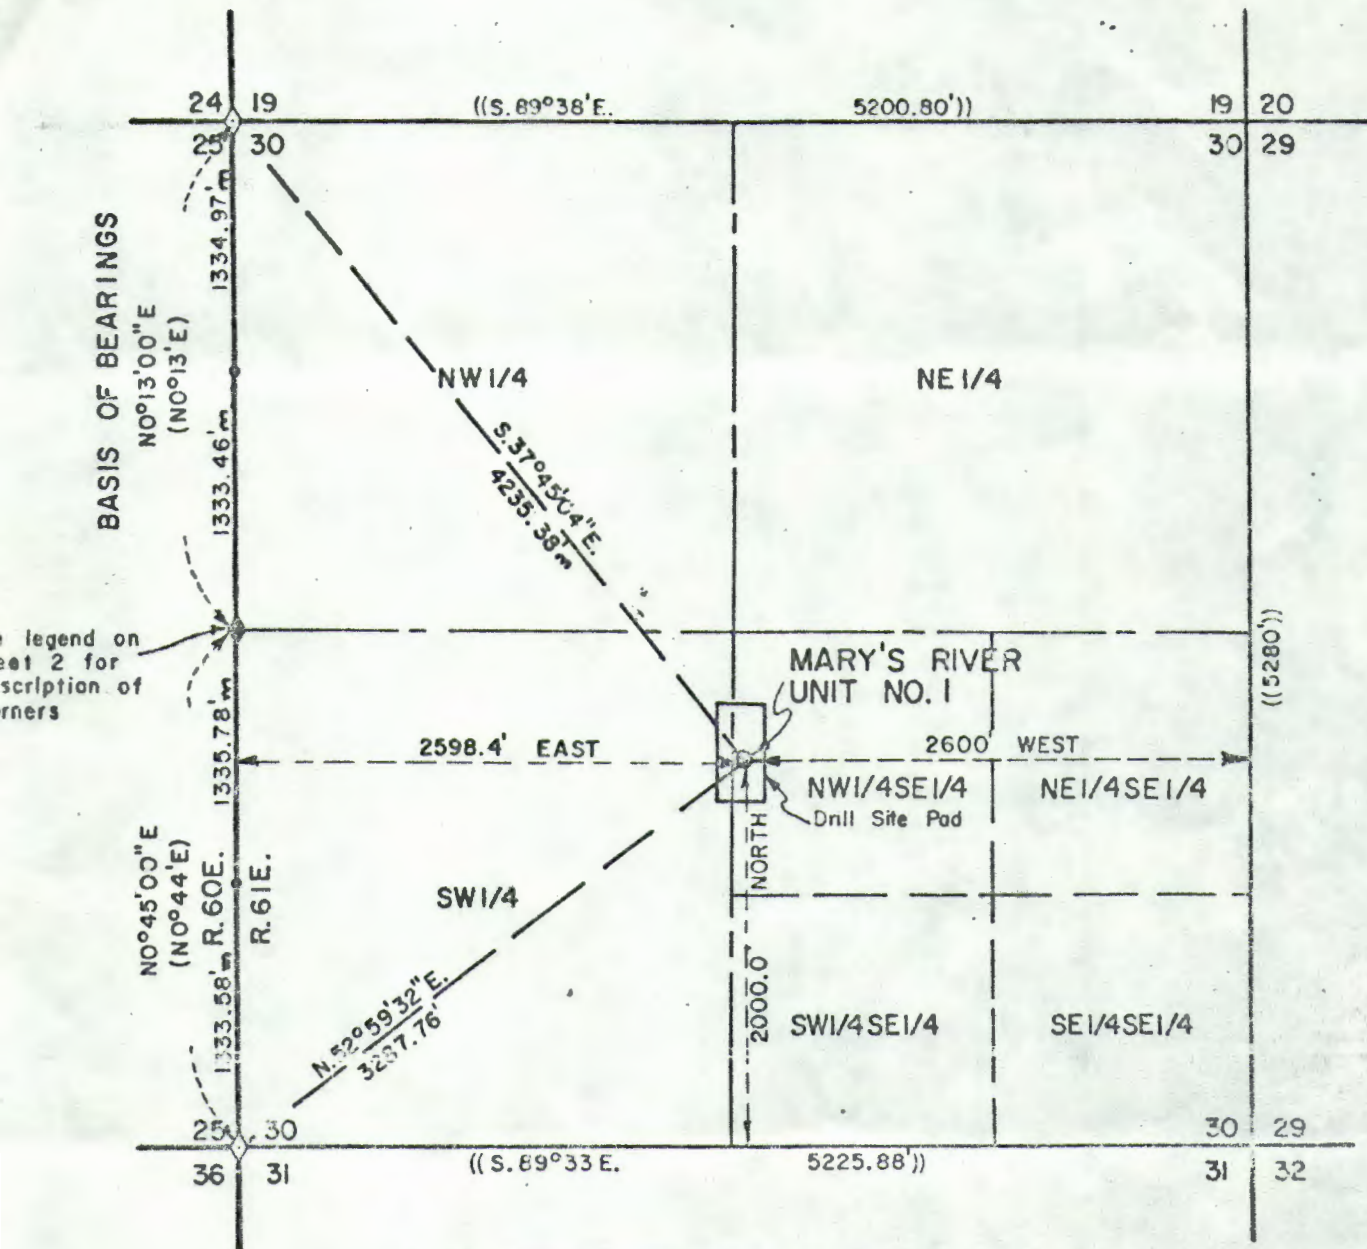 24 19
((S.89°38'E.
5200.80'))
19 20
25 30
30 29
BASIS OF BEARINGS
N0°13'00"E
(N0°13'E)
1334.97'm
1333.46'm
NW1/4
NE1/4
S.37°45'04"E.
4235.38'm
legend on
2 for
scription of
rners
1335.78'm
((5280'))
MARY'S RIVER
UNIT NO. 1
2598.4' EAST
2600' WEST
NW1/4SE1/4
NE1/4SE1/4
Drill Site Pad
NORTH
2000.0'
N0°45'00"E
(N0°44'E)
R.60E.
R.61E.
1333.58'm
SW1/4
N.52°59'32"E.
3287.76'
SW1/4SE1/4
SE1/4SE1/4
25 30
30 29
36 31
((S.89°33'E.
5225.88'))
31 32